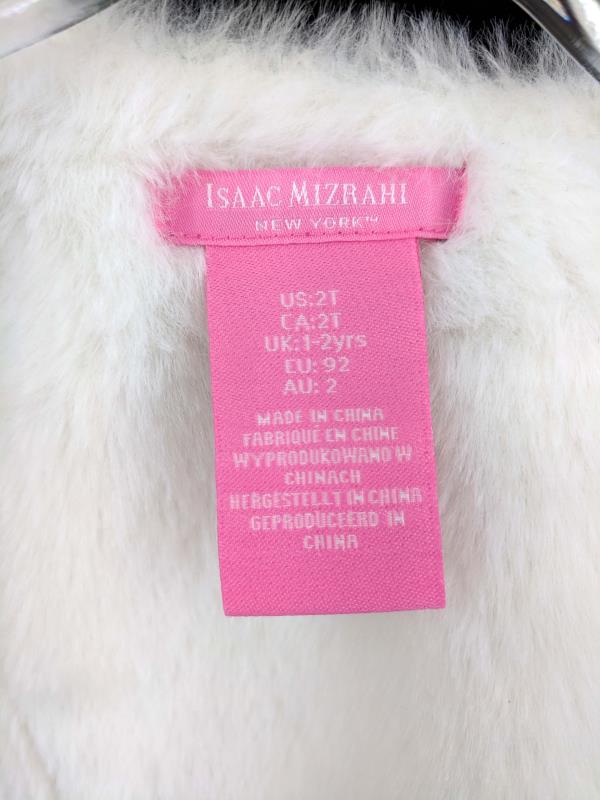 ISAAC MIZRAHI
NEW YORK™
US:2T
CA:2T
UK:1-2yrs
EU: 92
AU: 2
MADE IN CHINA
FABRIQUÉ EN CHINE
WYPRODUKOWANO W
CHINACH
HERGESTELLT IN CHINA
GEPRODUCEERD IN
CHINA